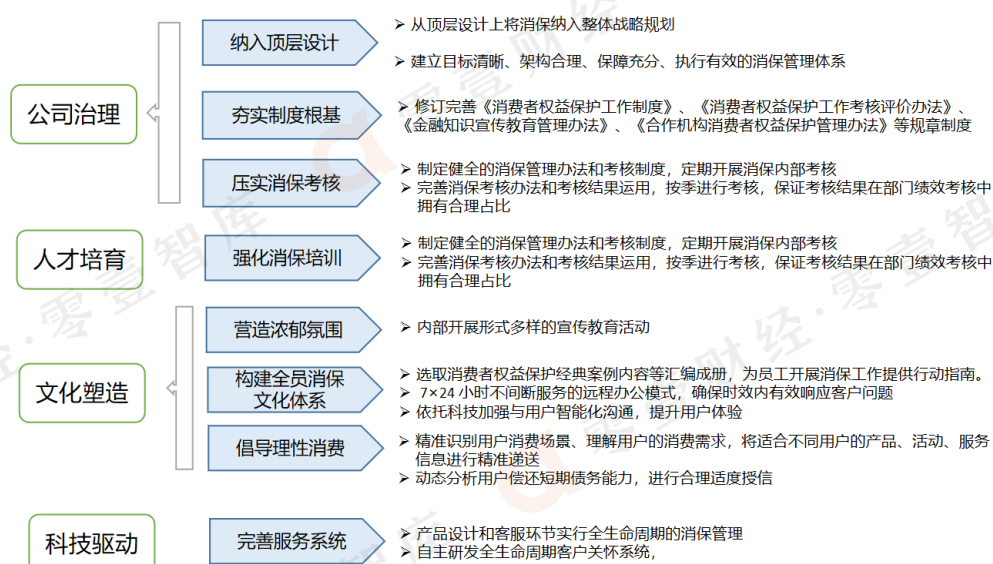 公司治理
纳入顶层设计
从顶层设计上将消保纳入整体战略规划
建立目标清晰、架构合理、保障充分、执行有效的消保管理体系
夯实制度根基
修订完善《消费者权益保护工作制度》、《消费者权益保护工作考核评价办法》、
《金融知识宣传教育管理办法》、《合作机构消费者权益保护管理办法》等规章制度
压实消保考核
制定健全的消保管理办法和考核制度，定期开展消保内部考核
完善消保考核办法和考核结果运用，按季进行考核，保证考核结果在部门绩效考核中
拥有合理占比
人才培育
强化消保培训
制定健全的消保管理办法和考核制度，定期开展消保内部考核
完善消保考核办法和考核结果运用，按季进行考核，保证考核结果在部门绩效考核中
拥有合理占比
文化塑造
营造浓郁氛围
内部开展形式多样的宣传教育活动
构建全员消保
文化体系
选取消费者权益保护经典案例内容等汇编成册，为员工开展消保工作提供行动指南。
7×24 小时不间断服务的远程办公模式，确保时效内有效响应客户问题
依托科技加强与用户智能化沟通，提升用户体验
倡导理性消费
精准识别用户消费场景、理解用户的消费需求，将适合不同用户的产品、活动、服务
信息进行精准递送
动态分析用户偿还短期债务能力，进行合理适度授信
科技驱动
完善服务系统
产品设计和客服环节实行全生命周期的消保管理
自主研发全生命周期客户关怀系统，
零壹财经·零壹智库